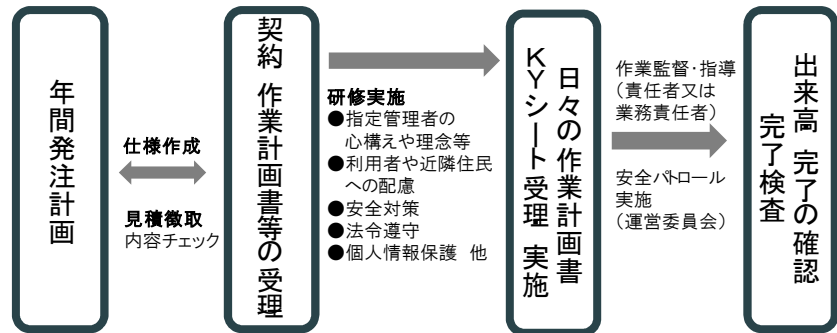 年間発注計画
仕様作成
見積徴取
内容チェック
契約 作業計画書等の受理
研修実施
●指定管理者の
心構えや理念等
●利用者や近隣住民
への配慮
●安全対策
●法令遵守
●個人情報保護 他
日々の作業計画書
KYシート受理・実施
作業監督・指導
（責任者又は
業務責任者）
安全パトロール
実施
（運営委員会）
出来高 完了の確認
完了検査